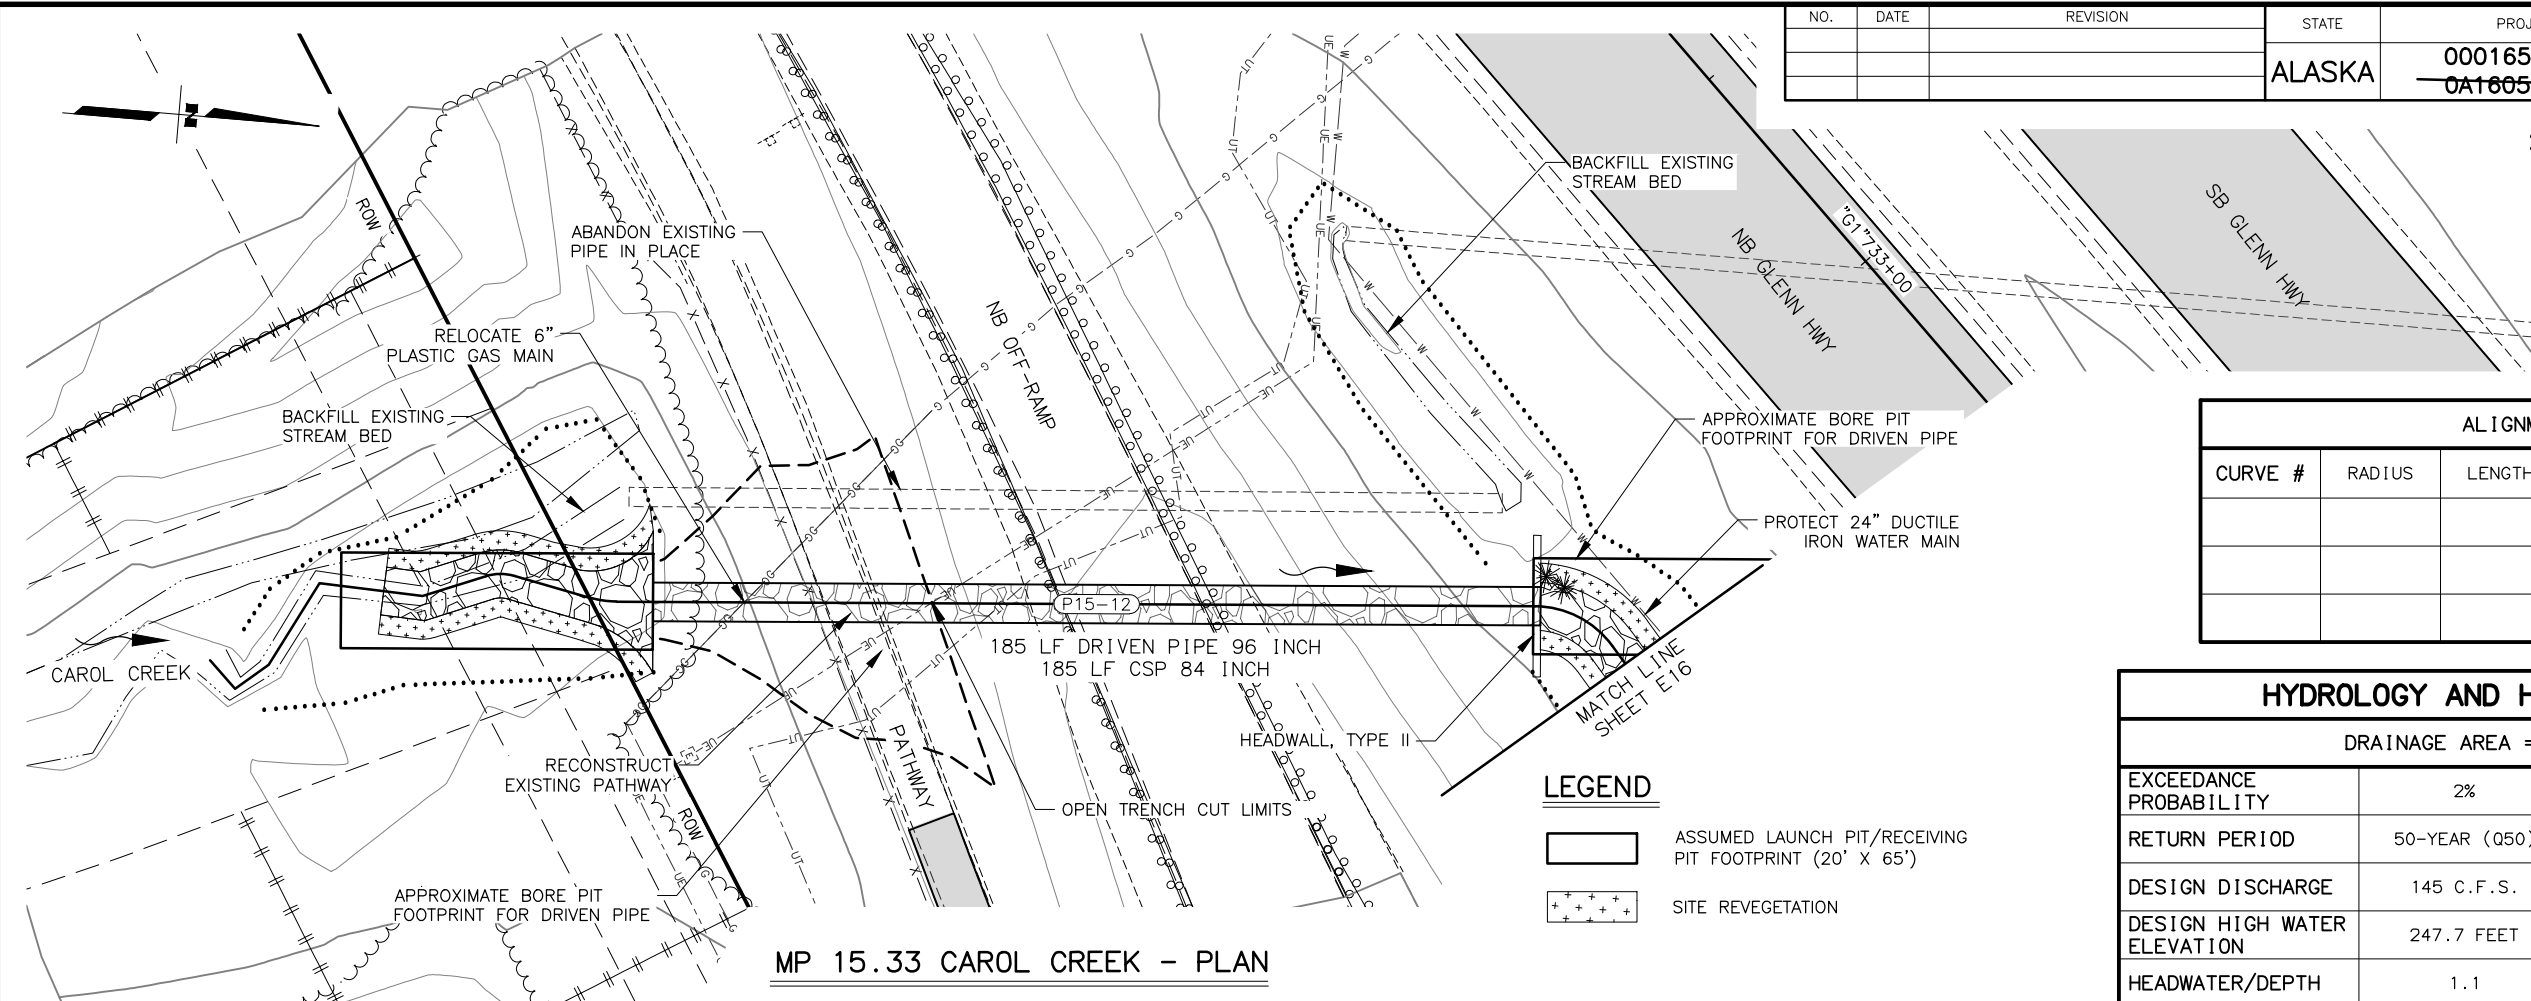 NO.
DATE
REVISION
STATE
ALASKA
000165
0A1605
N
ROW
ABANDON EXISTING
PIPE IN PLACE
RELOCATE 6”
PLASTIC GAS MAIN
BACKFILL EXISTING
STREAM BED
BACKFILL EXISTING
STREAM BED
NB OFF-RAMP
NB GLENN HWY
"G1"733+00
SB GLENN HWY
APPROXIMATE BORE PIT
FOOTPRINT FOR DRIVEN PIPE
PROTECT 24” DUCTILE
IRON WATER MAIN
P15-12
185 LF DRIVEN PIPE 96 INCH
185 LF CSP 84 INCH
CAROL CREEK
MATCH LINE
SHEET E16
HEADWALL, TYPE II
RECONSTRUCT
EXISTING PATHWAY
PATHWAY
OPEN TRENCH CUT LIMITS
ROW
APPROXIMATE BORE PIT
FOOTPRINT FOR DRIVEN PIPE
MP 15.33 CAROL CREEK - PLAN
LEGEND
ASSUMED LAUNCH PIT/RECEIVING
PIT FOOTPRINT (20' X 65')
SITE REVEGETATION
CURVE #
RADIUS
LENGTH
HYDROLOGY AND
DRAINAGE AREA =
EXCEEDANCE
PROBABILITY
2%
RETURN PERIOD
50-YEAR (Q50)
DESIGN DISCHARGE
145 C.F.S.
DESIGN HIGH WATER
ELEVATION
247.7 FEET
HEADWATER/DEPTH
1.1